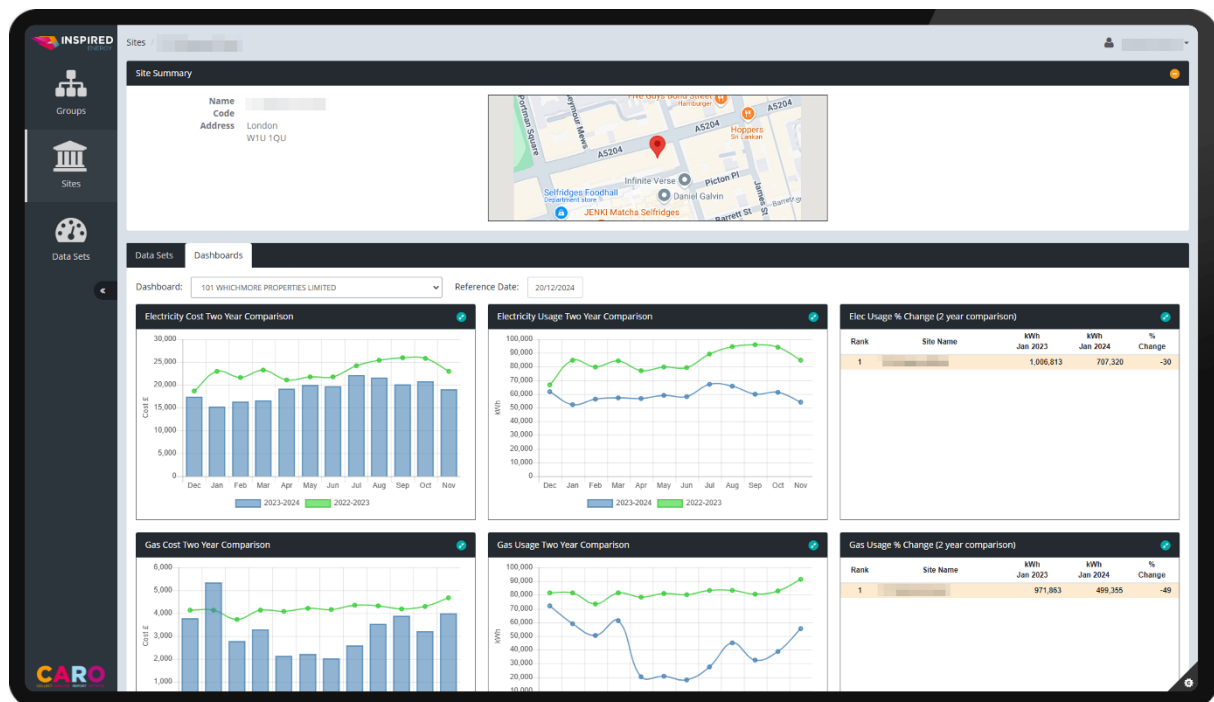 INSPIRED
ENERGY
Groups
Sites
Data Sets
«
CARO
Sites /
Site Summary
Name
Code
Address London
W1U 1QU
Portman Square
Seymour Mews
Five Guys Bond Street
Hamburger
A5204
A5204
A5204
Hoppers
Sri Lankan
Infinite Verse
Picton Pl
James St
Selfridges Foodhall
Department store
Daniel Galvin
Barrett St
Barrett St
JENKI Matcha Selfridges
Data Sets Dashboards
Dashboard: 101 WHICHMORE PROPERTIES LIMITED Reference Date: 20/12/2024
Electricity Cost Two Year Comparison
30,000
25,000
20,000
15,000
10,000
5,000
0
Cost £
Dec Jan Feb Mar Apr May Jun Jul Aug Sep Oct Nov
2023-2024 2022-2023
Electricity Usage Two Year Comparison
100,000
90,000
80,000
70,000
60,000
50,000
40,000
30,000
20,000
10,000
0
kWh
Dec Jan Feb Mar Apr May Jun Jul Aug Sep Oct Nov
2023-2024 2022-2023
Elec Usage % Change (2 year comparison)
Rank Site Name kWh Jan 2023 kWh Jan 2024 % Change
1 1,006,813 707,320 -30
Gas Cost Two Year Comparison
6,000
5,000
4,000
3,000
2,000
1,000
Cost £
Gas Usage Two Year Comparison
100,000
90,000
80,000
70,000
60,000
50,000
40,000
30,000
20,000
10,000
kWh
Gas Usage % Change (2 year comparison)
Rank Site Name kWh Jan 2023 kWh Jan 2024 % Change
1 971,863 499,355 -49